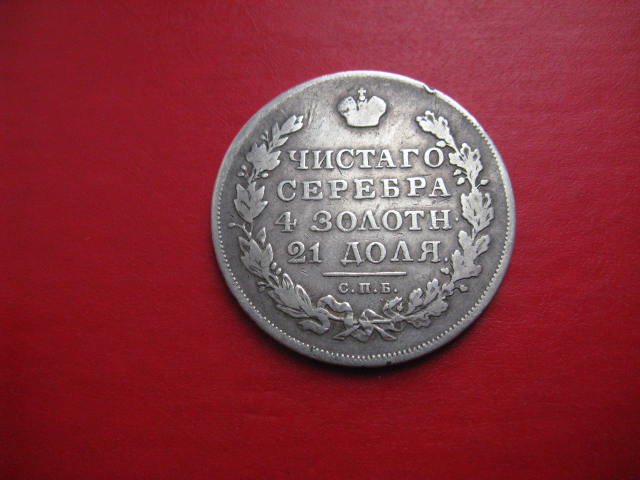 ЧИСТАГО
СЕРЕБРА
4 ЗОЛОТН.
21 ДОЛЯ.
С.П.Б.